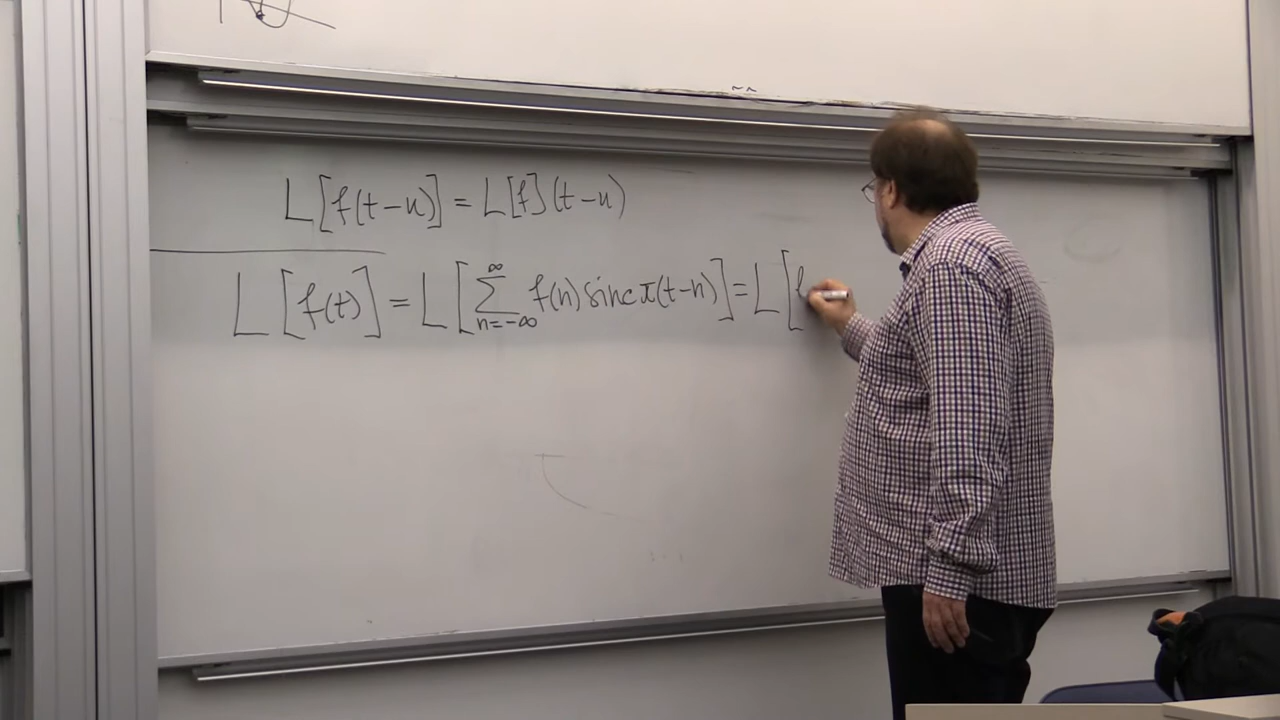 L[f(t-u)] = L[f](t-u)
L[f(t)] = L[∑_{n=-∞}^{∞} f(n) sinc π(t-n)] = L[f